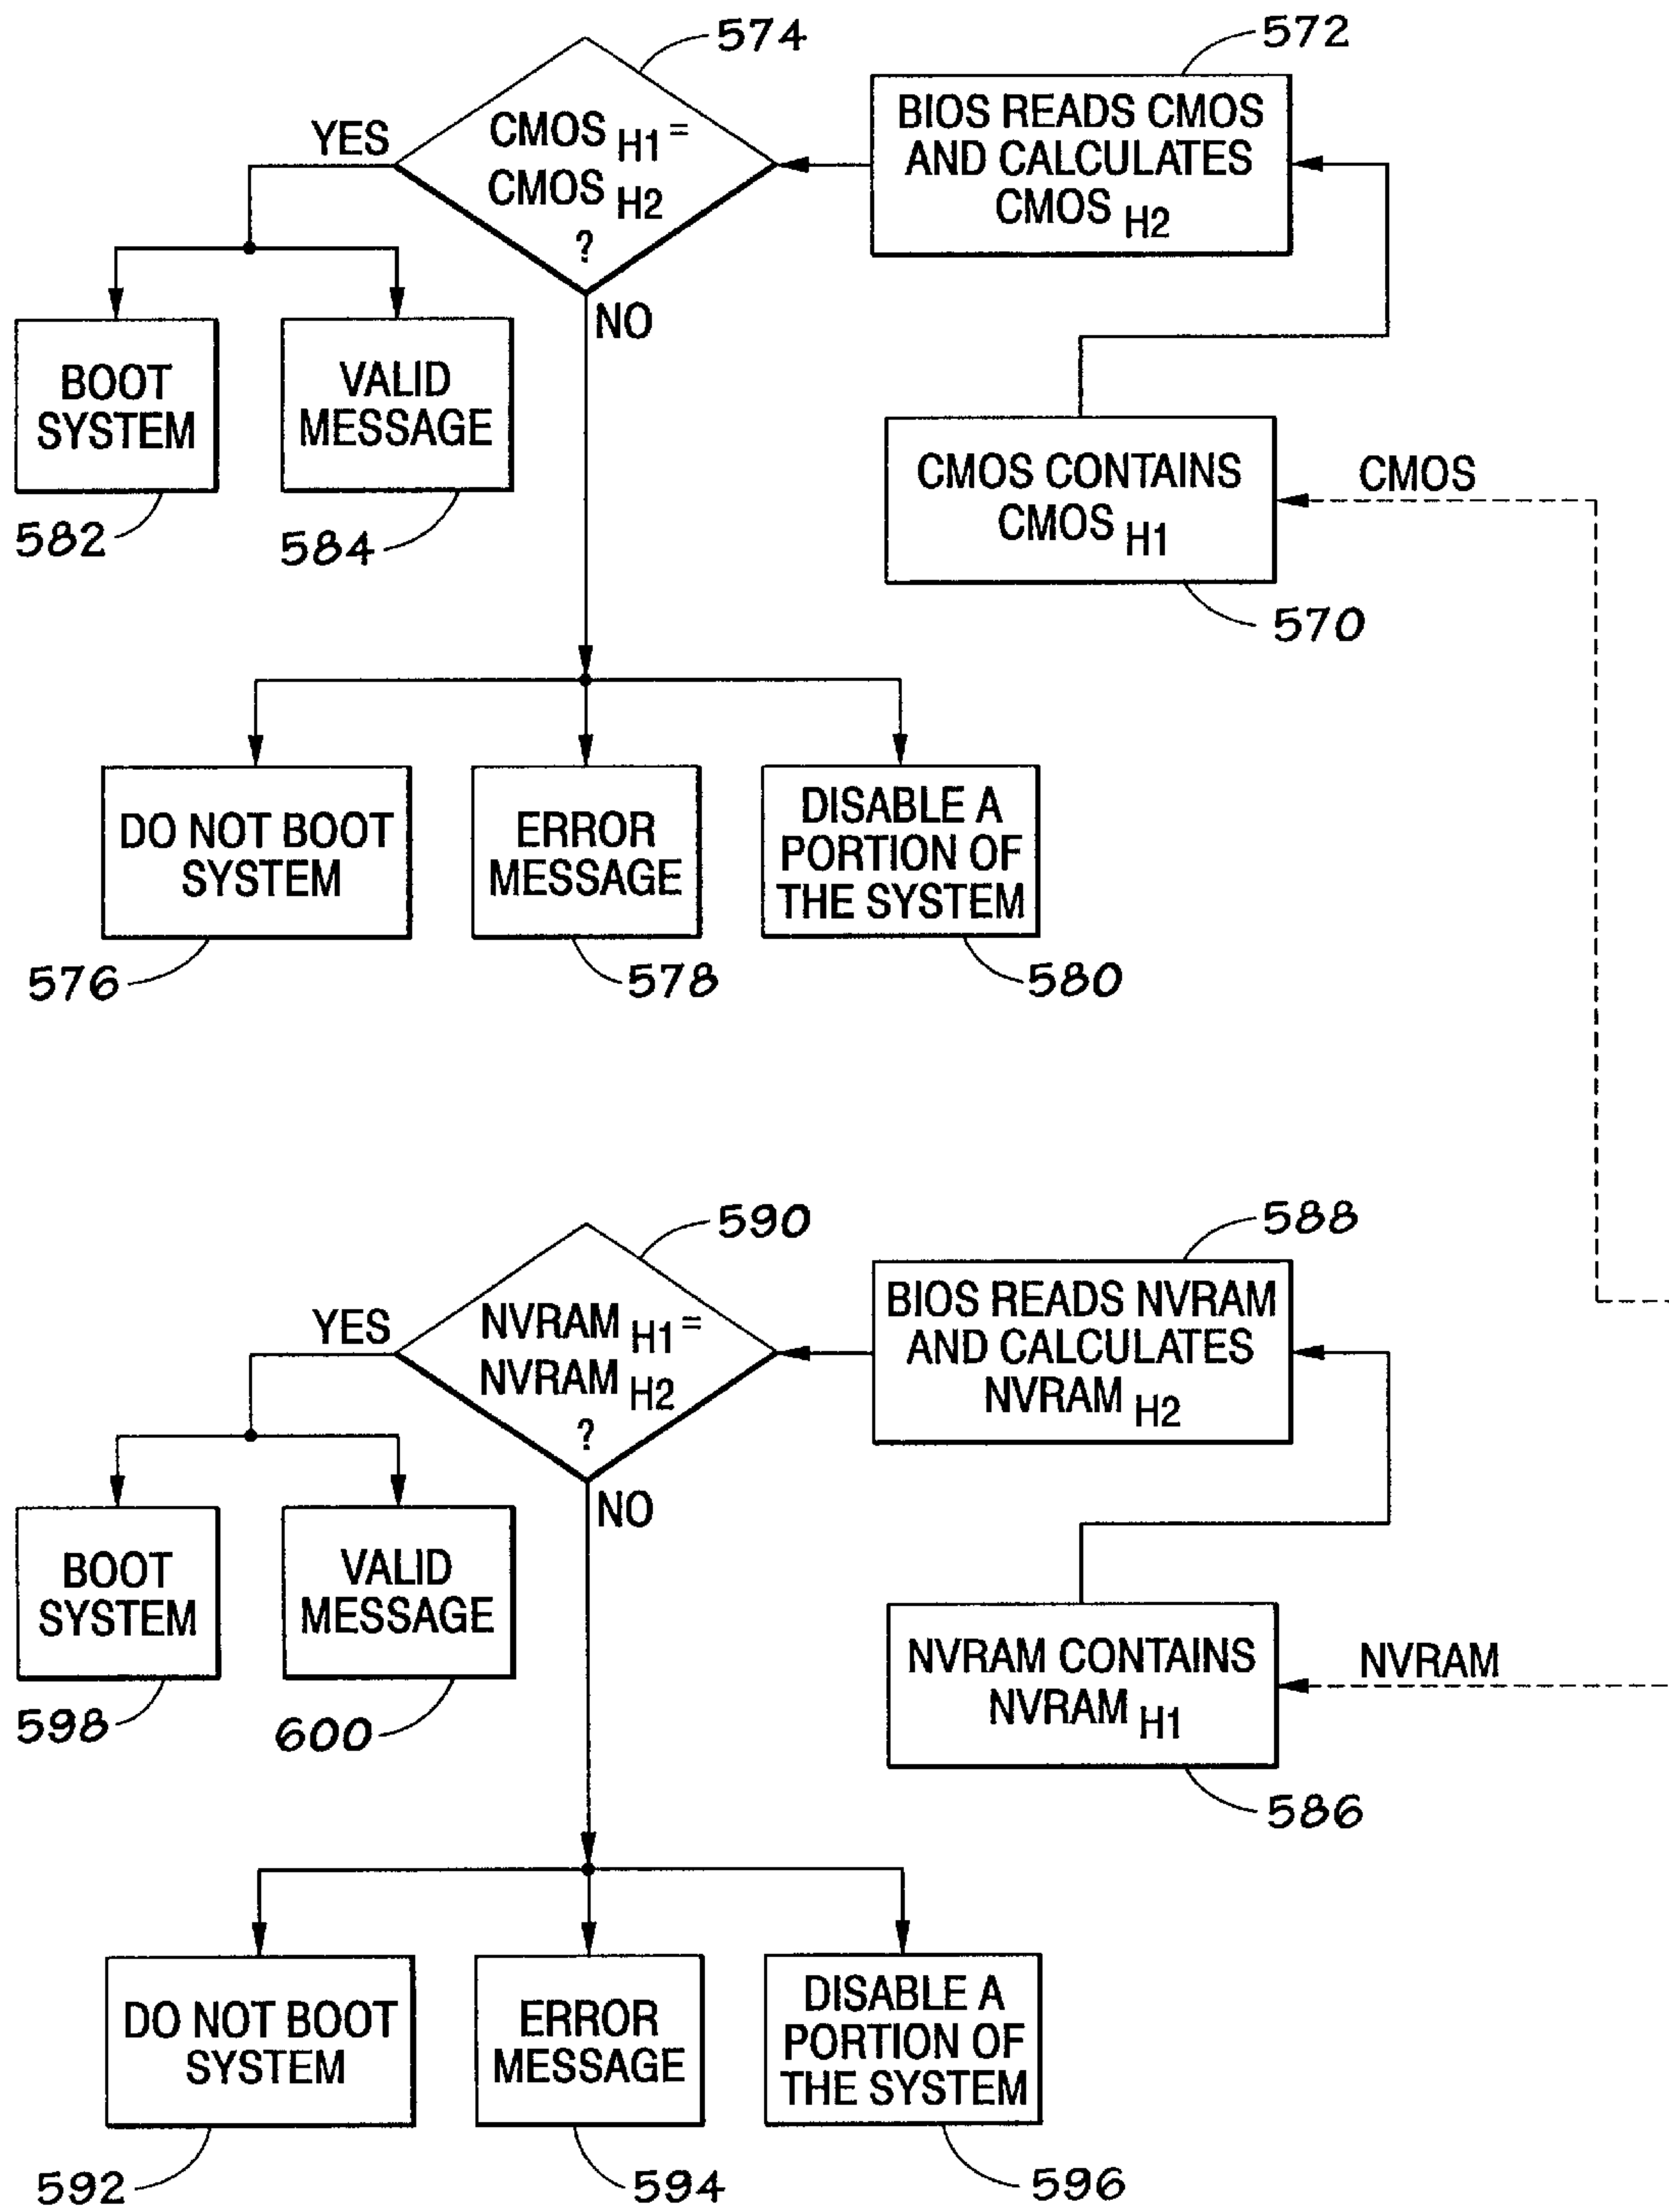 574
572
CMOS H1 =
CMOS H2
?
YES
NO
BIOS READS CMOS
AND CALCULATES
CMOS H2
BOOT
SYSTEM
582
VALID
MESSAGE
584
CMOS CONTAINS
CMOS H1
CMOS
570
DO NOT BOOT
SYSTEM
576
ERROR
MESSAGE
578
DISABLE A
PORTION OF
THE SYSTEM
580
590
588
NVRAM H1 =
NVRAM H2
?
YES
NO
BIOS READS NVRAM
AND CALCULATES
NVRAM H2
BOOT
SYSTEM
598
VALID
MESSAGE
600
NVRAM CONTAINS
NVRAM H1
NVRAM
586
DO NOT BOOT
SYSTEM
592
ERROR
MESSAGE
594
DISABLE A
PORTION OF
THE SYSTEM
596